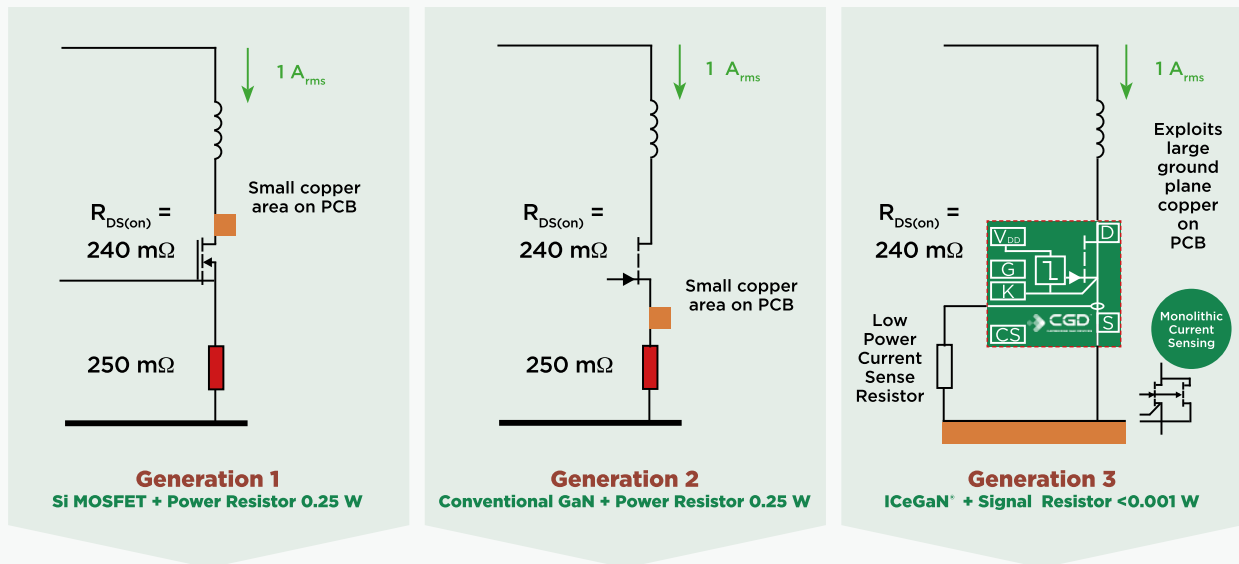 1 Arms
Small copper
area on PCB
RDS(on) =
240 mΩ
250 mΩ
Generation 1
Si MOSFET + Power Resistor 0.25 W
1 Arms
RDS(on) =
240 mΩ
Small copper
area on PCB
250 mΩ
Generation 2
Conventional GaN + Power Resistor 0.25 W
1 Arms
Exploits
large
ground
plane
copper
on
PCB
RDS(on) =
240 mΩ
VDD
D
G
K
CGD
S
CS
Low
Power
Current
Sense
Resistor
Monolithic
Current
Sensing
Generation 3
ICeGaN® + Signal Resistor <0.001 W